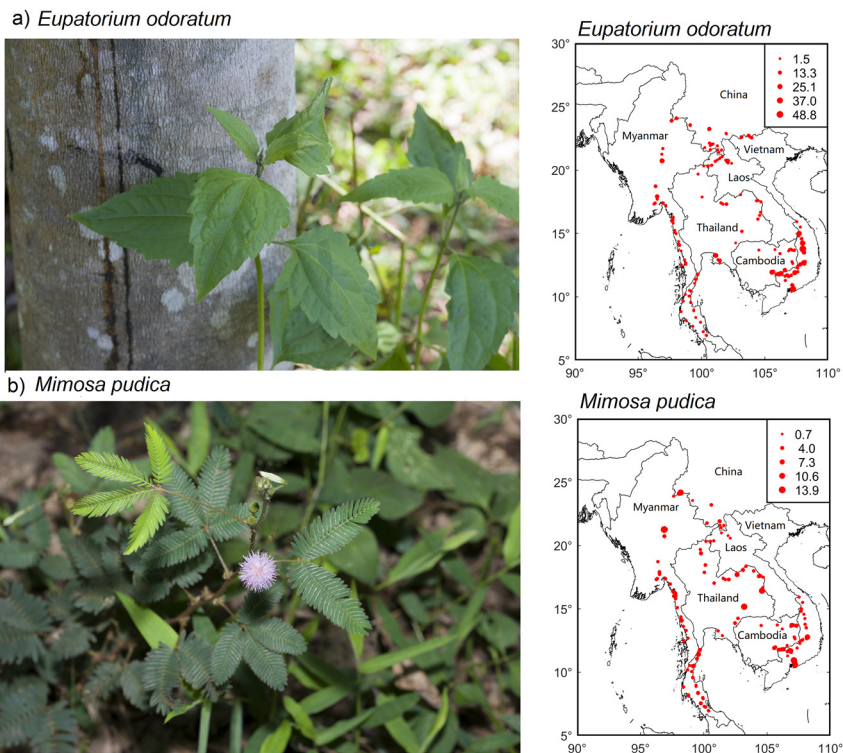 a) Eupatorium odoratum
Eupatorium odoratum
30°
25°
20°
15°
10°
5°
90°
95°
100°
105°
110°
1.5
13.3
25.1
37.0
48.8
China
Myanmar
Vietnam
Laos
Thailand
Cambodia
b) Mimosa pudica
Mimosa pudica
30°
25°
20°
15°
10°
5°
90°
95°
100°
105°
110°
0.7
4.0
7.3
10.6
13.9
China
Myanmar
Vietnam
Laos
Thailand
Cambodia